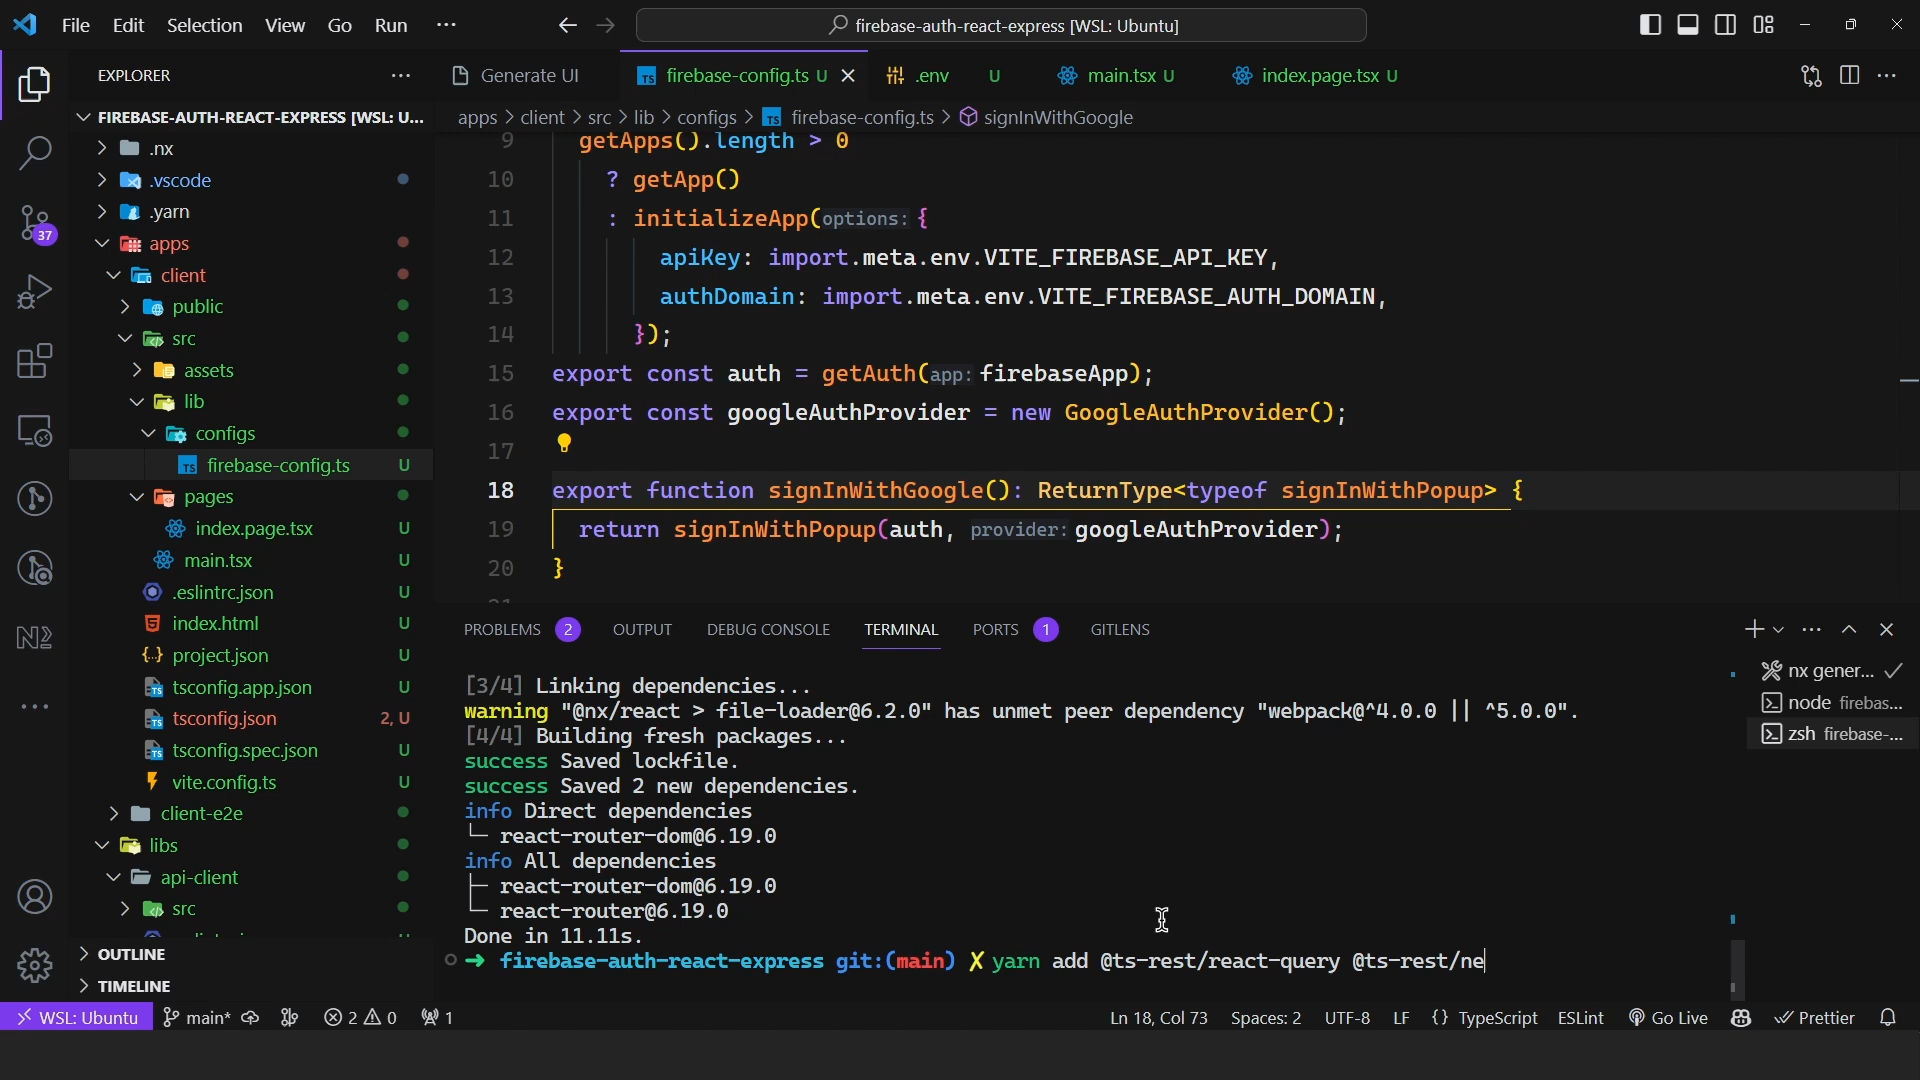 File Edit Selection View Go Run ··· firebase-auth-react-express [WSL: Ubuntu]
EXPLORER ···
FIREBASE-AUTH-REACT-EXPRESS [WSL: U...
.nx
.vscode
.yarn
apps
client
public
src
assets
lib
configs
TS firebase-config.ts U
pages
index.page.tsx U
main.tsx U
.eslintrc.json U
index.html U
project.json U
tsconfig.app.json U
tsconfig.json 2, U
tsconfig.spec.json U
vite.config.ts U
client-e2e
libs
api-client
src
OUTLINE
TIMELINE
37
Generate UI TS firebase-config.ts U .env U main.tsx U index.page.tsx U
apps > client > src > lib > configs > TS firebase-config.ts > signInWithGoogle
9 getApps().length > 0
10 ? getApp()
11 : initializeApp(options: {
12 apiKey: import.meta.env.VITE_FIREBASE_API_KEY,
13 authDomain: import.meta.env.VITE_FIREBASE_AUTH_DOMAIN,
14 });
15 export const auth = getAuth(app: firebaseApp);
16 export const googleAuthProvider = new GoogleAuthProvider();
17
18 export function signInWithGoogle(): ReturnType<typeof signInWithPopup> {
19 return signInWithPopup(auth, provider: googleAuthProvider);
20 }
PROBLEMS 2 OUTPUT DEBUG CONSOLE TERMINAL PORTS 1 GITLENS
[3/4] Linking dependencies...
warning "@nx/react > file-loader@6.2.0" has unmet peer dependency "webpack@^4.0.0 || ^5.0.0".
[4/4] Building fresh packages...
success Saved lockfile.
success Saved 2 new dependencies.
info Direct dependencies
└─ react-router-dom@6.19.0
info All dependencies
├─ react-router-dom@6.19.0
└─ react-router@6.19.0
Done in 11.11s.
➜ firebase-auth-react-express git:(main) ✗ yarn add @ts-rest/react-query @ts-rest/ne
nx gener... ✓
node firebas...
zsh firebase-...
WSL: Ubuntu main* 2 0 1 Ln 18, Col 73 Spaces: 2 UTF-8 LF {} TypeScript ESLint Go Live Prettier